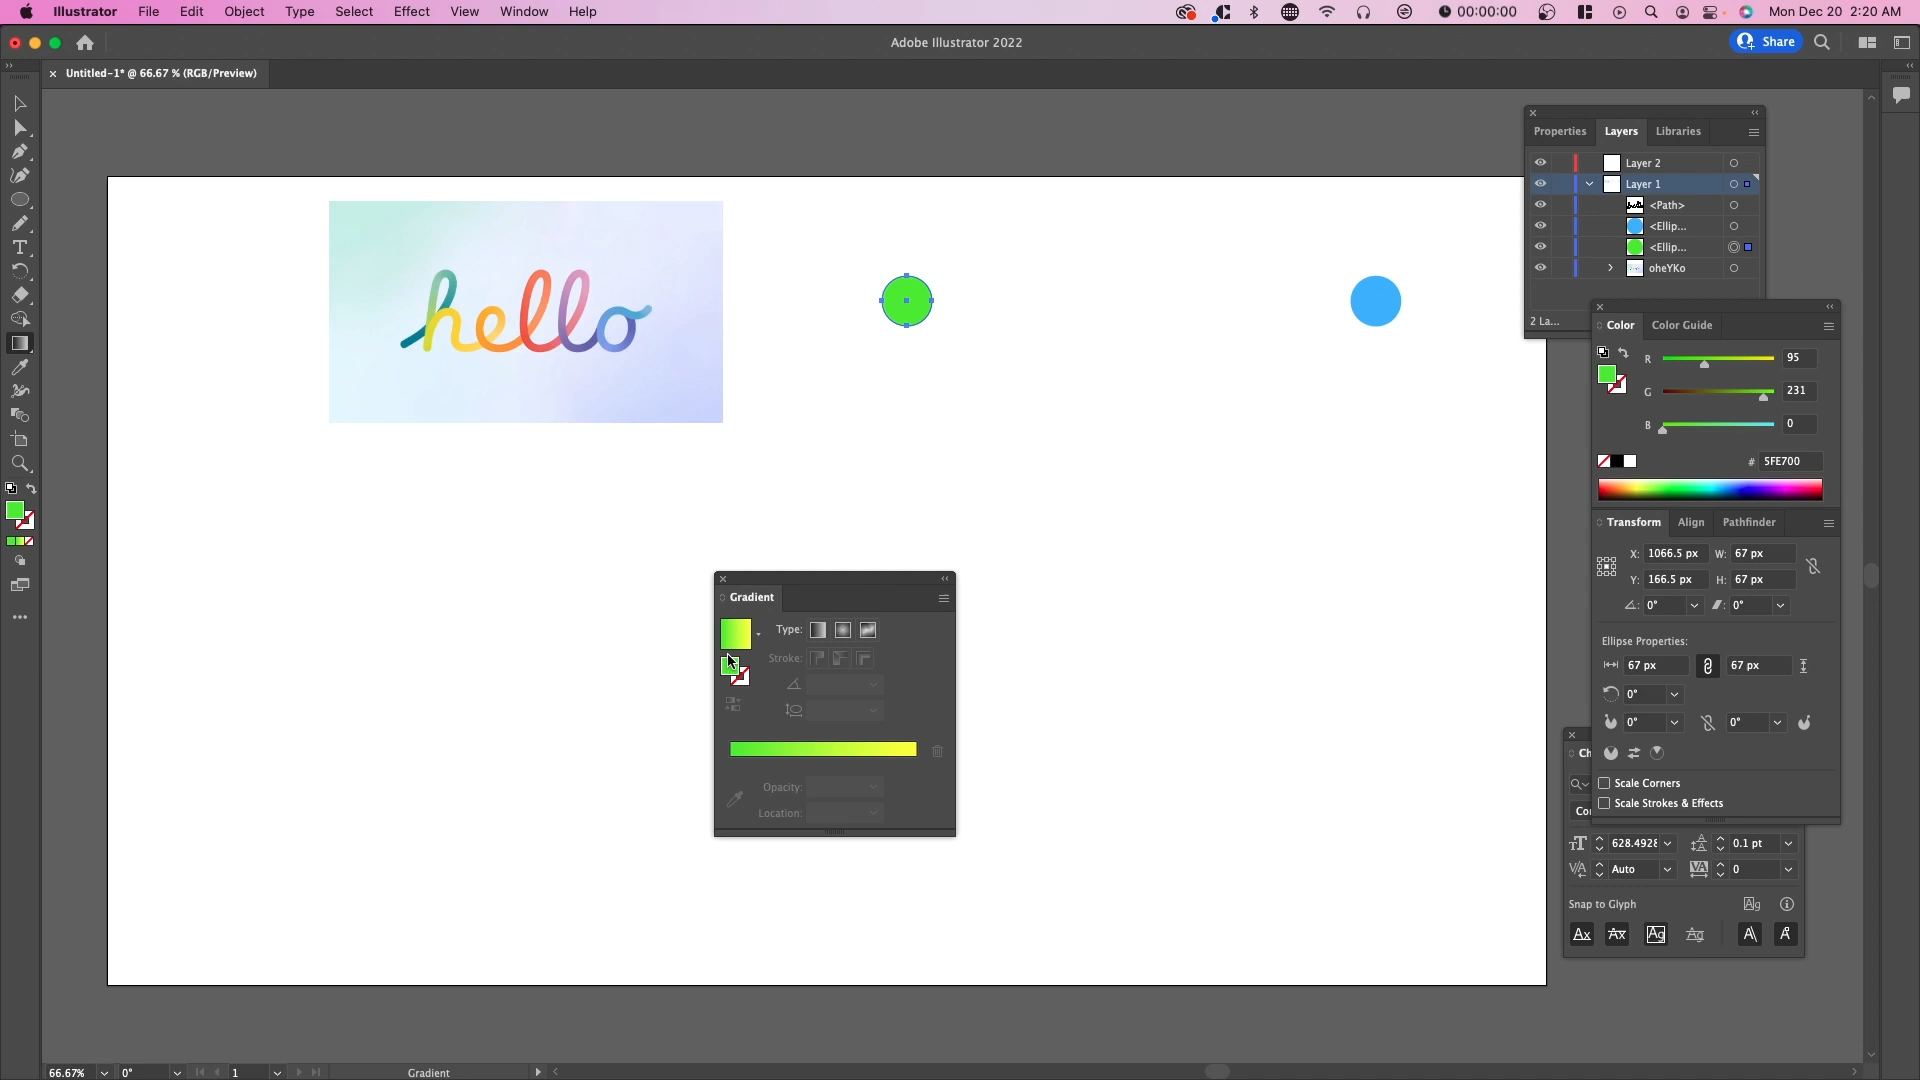 Illustrator File Edit Object Type Select Effect View Window Help 00:00:00 Mon Dec 20 2:20 AM
Adobe Illustrator 2022
Share
Untitled-1* @ 66.67 % (RGB/Preview)
Properties Layers Libraries
Layer 2
Layer 1
<Path>
<Ellip...
<Ellip...
oheYKo
2 La...
hello
Color Color Guide
R 95
G 231
B 0
# 5FE700
Transform Align Pathfinder
X: 1066.5 px W: 67 px
Y: 166.5 px H: 67 px
0° 0°
Ellipse Properties:
67 px 67 px
0°
0° 0°
Scale Corners
Scale Strokes & Effects
Gradient
Type:
Stroke:
Opacity:
Location:
Ch
Co
628.4928 0.1 pt
Auto 0
Snap to Glyph
66.67% 0° 1 Gradient